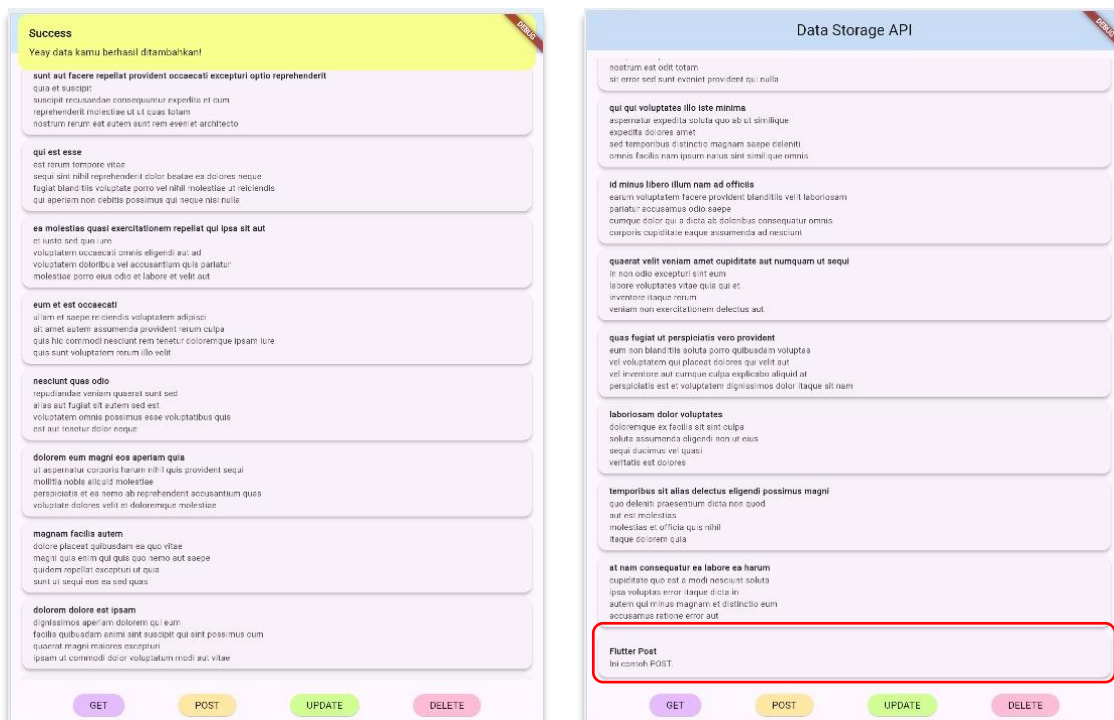 Success
DEBUG
Yeay data kamu berhasil ditambahkan!
sunt aut facere repellat provident occaecati excepturi optio reprehenderit
quia et suscipit
suscipit recusandae consequuntur expedita et cum
reprehenderit molestiae ut ut quas totam
nostrum rerum est autem sunt rem eveniet architecto
qui est esse
est rerum tempore vitae
sequi sint nihil reprehenderit dolor beatae ea dolores neque
fugiat blanditiis voluptate porro vel nihil molestiae ut reiciendis
qui aperiam non debitis possimus qui neque nisi nulla
ea molestias quasi exercitationem repellat qui ipsa sit aut
et iusto sed quo iure
voluptatem occaecati omnis eligendi aut ad
voluptatem doloribus vel accusantium quis pariatur
molestiae porro eius odio et labore et velit aut
eum et est occaecati
ullam et saepe reiciendis voluptatem adipisci
sit amet autem assumenda provident rerum culpa
quis hic commodi nesciunt rem tenetur doloremque ipsam iure
quis sunt voluptatem rerum illo velit
nesciunt quas odio
repudiandae veniam quaerat sunt sed
alias aut fugiat sit autem sed est
voluptatem omnis possimus esse voluptatibus quis
est aut tenetur dolor neque
dolorem eum magni eos aperiam quia
ut aspernatur corporis harum nihil quis provident sequi
mollitia nobis aliquid molestiae
perspiciatis et ea nemo ab reprehenderit accusantium quas
voluptate dolores velit et doloremque molestiae
magnam facilis autem
dolore placeat quibusdam ea quo vitae
magni quis enim qui quis quo nemo aut saepe
quidem repellat excepturi ut quia
sunt ut sequi eos ea sed quas
dolorem dolore est ipsam
dignissimos aperiam dolorem qui eum
facilis quibusdam animi sint suscipit qui sint possimus cum
quaerat magni maiores excepturi
ipsam ut commodi dolor voluptatum modi aut vitae
GET POST UPDATE DELETE
Data Storage API
DEBUG
nostrum est odit totam
sit error sed sunt eveniet provident qui nulla
qui qui voluptates illo iste minima
aspernatur expedita soluta quo ab ut similique
expedita dolores amet
sed temporibus distinctio magnam saepe deleniti
omnis facilis nam ipsum natus sint similique omnis
id minus libero illum nam ad officiis
earum voluptatem facere provident blanditiis velit laboriosam
pariatur accusamus odio saepe
cumque dolor qui a dicta ab doloribus consequatur omnis
corporis cupiditate eaque assumenda ad nesciunt
quaerat velit veniam amet cupiditate aut numquam ut sequi
in non odio excepturi sint eum
labore voluptates vitae quia qui et
inventore itaque rerum
veniam non exercitationem delectus aut
quas fugiat ut perspiciatis vero provident
eum non blanditiis soluta porro quibusdam voluptas
vel voluptatem qui placeat dolores qui velit aut
vel inventore aut cumque culpa explicabo aliquid at
perspiciatis est et voluptatem dignissimos dolor itaque sit nam
laboriosam dolor voluptates
doloremque ex facilis sit sint culpa
soluta assumenda eligendi non ut eius
sequi ducimus vel quasi
veritatis est dolores
temporibus sit alias delectus eligendi possimus magni
quo deleniti praesentium dicta non quod
aut est molestias
molestias et officia quis nihil
itaque dolorem quia
at nam consequatur ea labore ea harum
cupiditate quo est a modi nesciunt soluta
ipsa voluptas error itaque dicta in
autem qui minus magnam et distinctio eum
accusamus ratione error aut
Flutter Post
Ini contoh POST.
GET POST UPDATE DELETE